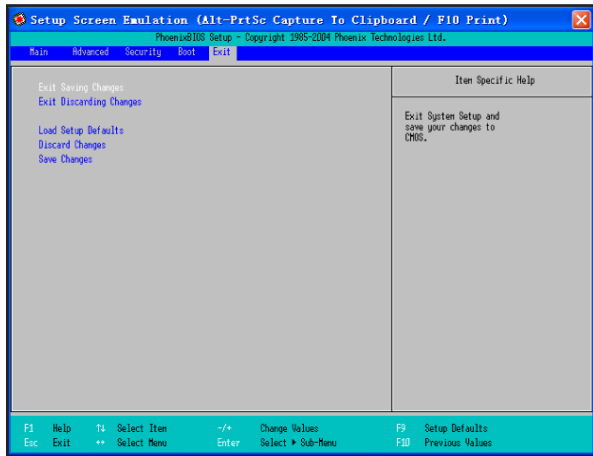 Setup Screen Emulation (Alt-PrtSc Capture To Clipboard / F10 Print)
PhoenixBIOS Setup - Copyright 1985-2004 Phoenix Technologies Ltd.
Main Advanced Security Boot Exit
Item Specific Help
Exit Saving Changes
Exit Discarding Changes
Load Setup Defaults
Discard Changes
Save Changes
Exit System Setup and
save your changes to
CMOS.
F1 Help ↑↓ Select Item -/+ Change Values F9 Setup Defaults
Esc Exit ↔ Select Menu Enter Select ▶ Sub-Menu F10 Previous Values